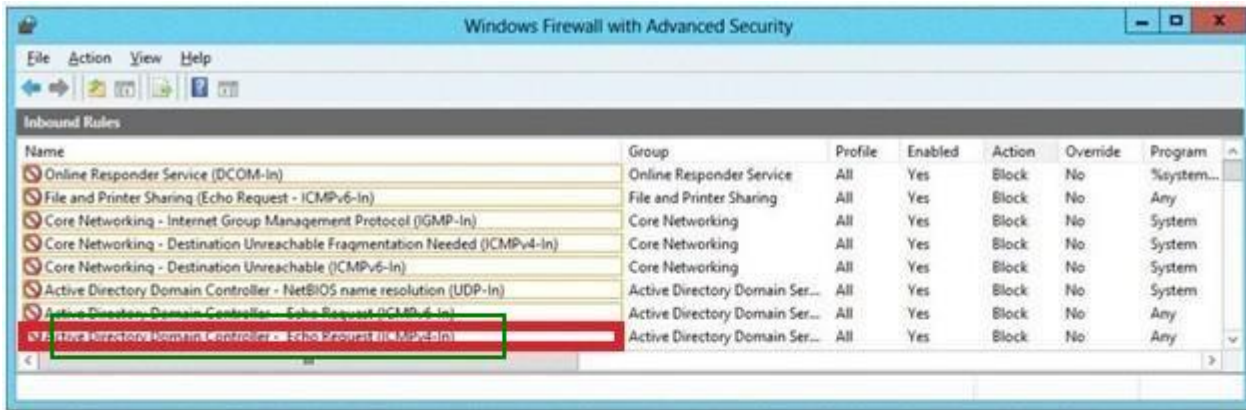 Windows Firewall with Advanced Security
File Action View Help
Inbound Rules
Name Group Profile Enabled Action Override Program
Online Responder Service (DCOM-In) Online Responder Service All Yes Block No %system...
File and Printer Sharing (Echo Request - ICMPv6-In) File and Printer Sharing All Yes Block No Any
Core Networking - Internet Group Management Protocol (IGMP-In) Core Networking All Yes Block No System
Core Networking - Destination Unreachable Fragmentation Needed (ICMPv4-In) Core Networking All Yes Block No System
Core Networking - Destination Unreachable (ICMPv6-In) Core Networking All Yes Block No System
Active Directory Domain Controller - NetBIOS name resolution (UDP-In) Active Directory Domain Ser... All Yes Block No System
Active Directory Domain Controller - Echo Request (ICMPv6-In) Active Directory Domain Ser... All Yes Block No Any
Active Directory Domain Controller - Echo Request (ICMPv4-In) Active Directory Domain Ser... All Yes Block No Any